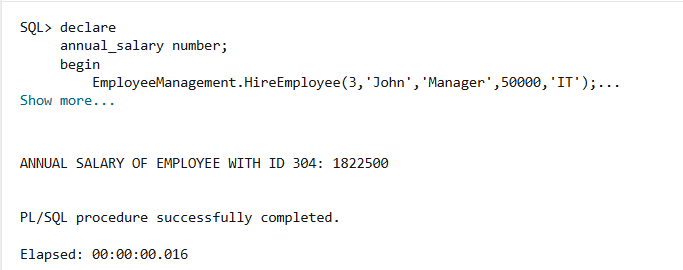 SQL> declare
annual_salary number;
begin
EmployeeManagement.HireEmployee(3,'John','Manager',50000,'IT');...
Show more...
ANNUAL SALARY OF EMPLOYEE WITH ID 304: 1822500
PL/SQL procedure successfully completed.
Elapsed: 00:00:00.016